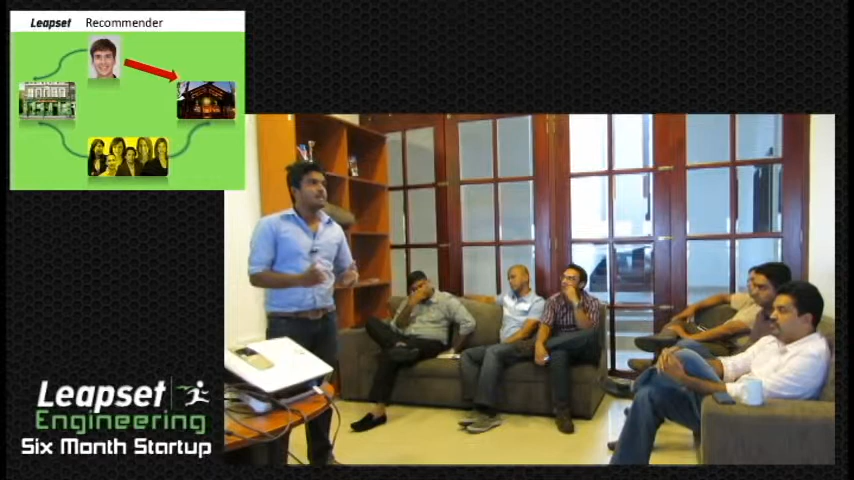 Leapset Recommender
Leapset
Engineering
Six Month Startup